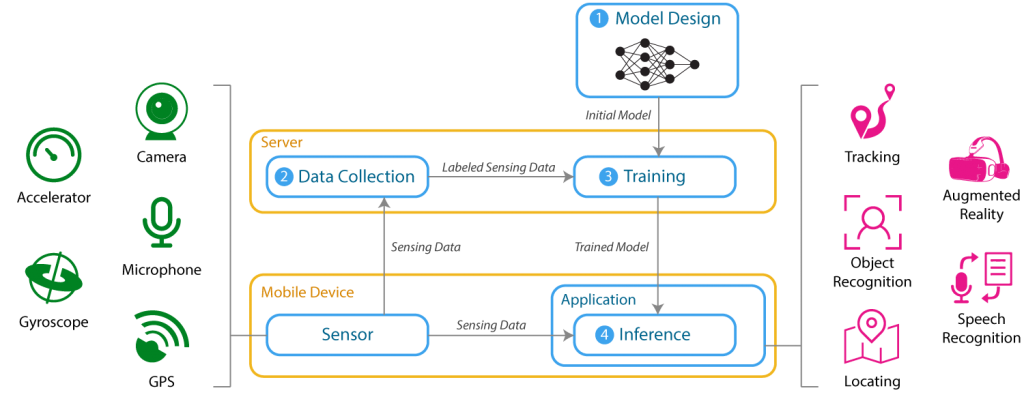 1 Model Design
Initial Model
Server
2 Data Collection
Labeled Sensing Data
3 Training
Sensing Data
Trained Model
Mobile Device
Sensor
Sensing Data
Application
4 Inference
Accelerator
Gyroscope
Camera
Microphone
GPS
Tracking
Object
Recognition
Locating
Augmented
Reality
Speech
Recognition